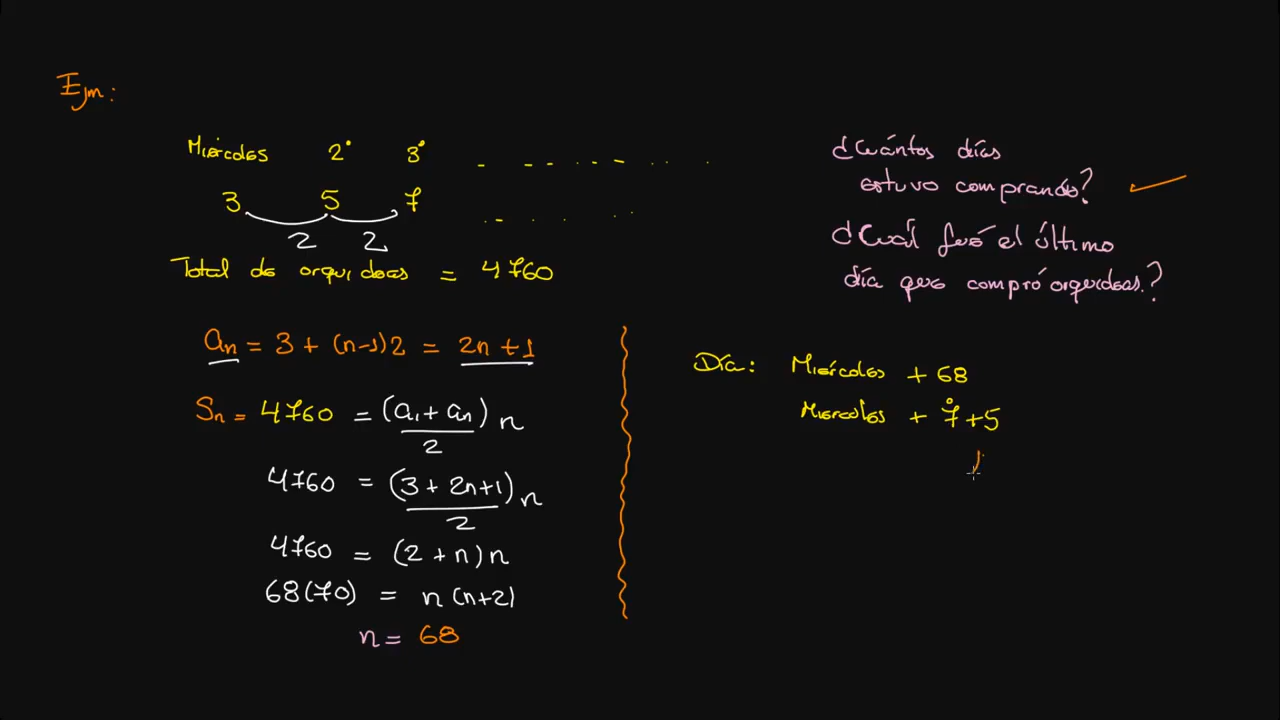 Ejm:
Miércoles 2° 3°
3 5 7
2 2
Total de orquídeas = 4760
¿Cuántos días
estuvo comprando?
¿Cuál fué el último
día que compró orquídeas?
an = 3 + (n-1)2 = 2n + 1
Sn = 4760 = (a1 + an) n
2
4760 = (3 + 2n+1) n
2
4760 = (2 + n) n
68(70) = n (n+2)
n = 68
Día: Miércoles + 68
Miercoles + 7° + 5